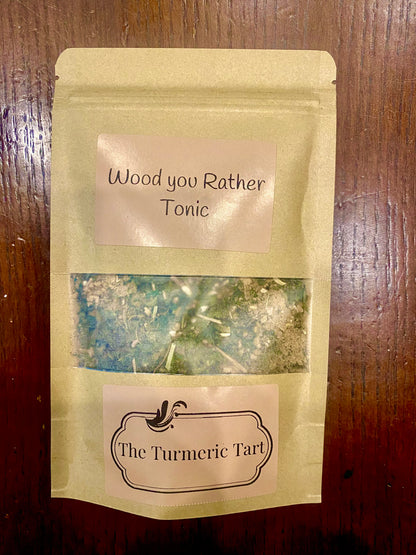 Wood you Rather
Tonic
The Turmeric Tart